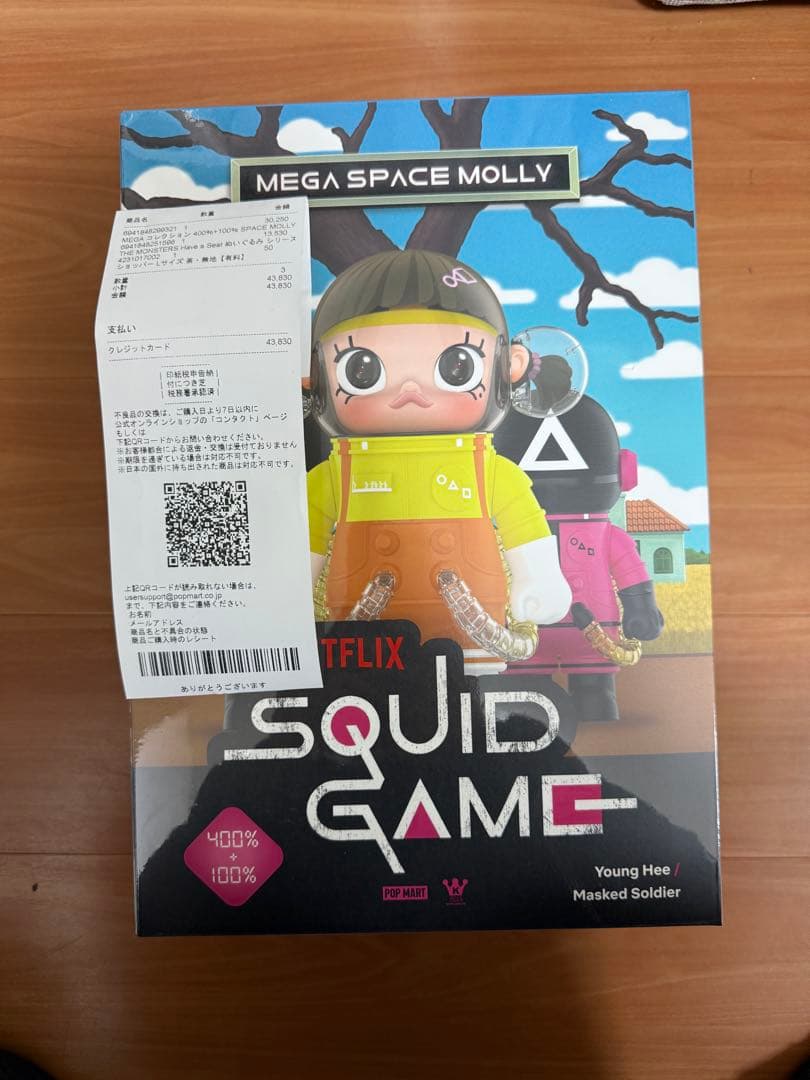 MEGA SPACE MOLLY
商品名 数量 金額
6941848290321 1 30,250
MEGA コレクション 400%+100% SPACE MOLLY
6941848251596 1 13,530
THE MONSTERS Have a Seat ぬいぐるみ シリーズ
4231017002 1 50
ショッパー Lサイズ 茶・無地【有料】
数量 3
小計 43,830
金額 43,830
支払い
クレジットカード 43,830
印紙税申告納
付につき芝
税務署承認済
不良品の交換は、ご購入日より7日以内に
公式オンラインショップの「コンタクト」ページ
もしくは
下記QRコードからお問い合わせください。
※お客様都合による返金・交換は受付ておりません
※期限を過ぎている場合は対応不可です。
※日本の国外に持ち出された商品は対応不可です。
上記QRコードが読み取れない場合は、
usersupport@popmart.co.jp
まで、下記内容をご連絡ください。
お名前
メールアドレス
商品名と不具合の状態
商品ご購入時のレシート
ありがとうございます
TFLIX
SQUID
GAME
400%
+
100%
POP MART
Young Hee /
Masked Soldier